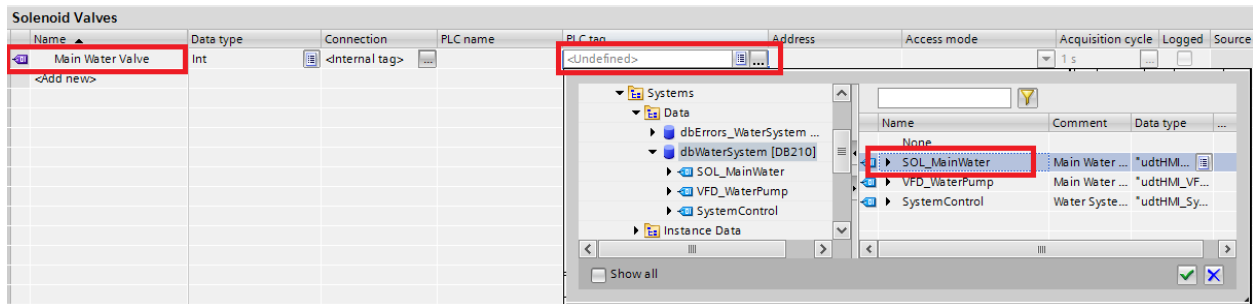 Solenoid Valves
Name Data type Connection PLC name PLC tag Address Access mode Acquisition cycle Logged Source
Main Water Valve Int <Internal tag> ... <Undefined> ... 1 s ...
<Add new>
Systems
Data
dbErrors_WaterSystem ...
dbWaterSystem [DB210]
SOL_MainWater
VFD_WaterPump
SystemControl
Instance Data
Show all
Name Comment Data type ...
None
SOL_MainWater Main Water ... "udtHMI...
VFD_WaterPump Main Water ... "udtHMI_VF...
SystemControl Water Syste... "udtHMI_Sy...